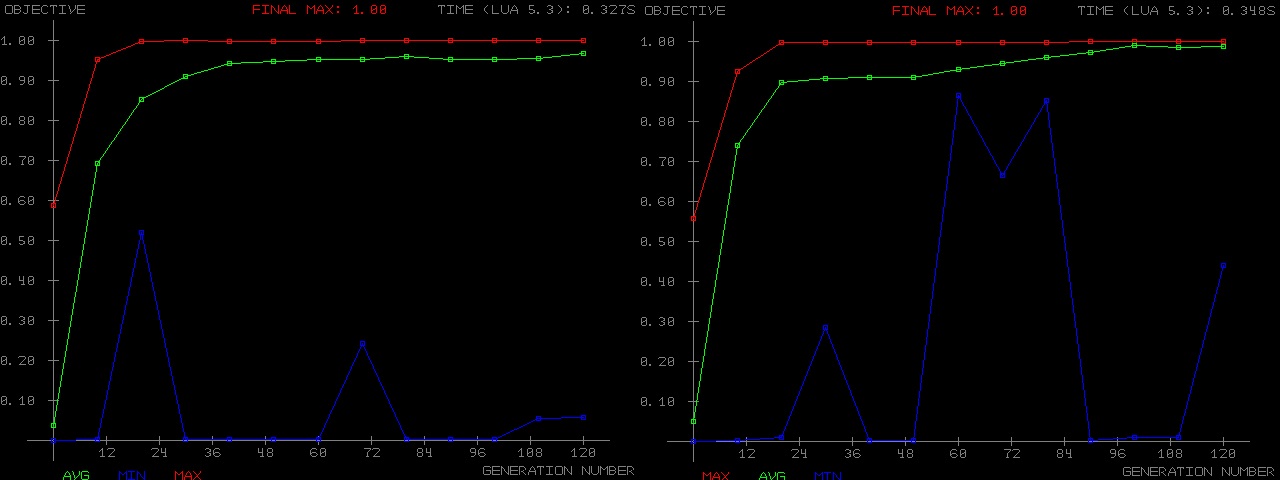 OBJECTIVE FINAL MAX: 1.00 TIME (LUA 5.3): 0.327S
1.00
0.90
0.80
0.70
0.60
0.50
0.40
0.30
0.20
0.10
12 24 36 48 60 72 84 96 108 120
GENERATION NUMBER
AVG MIN MAX
OBJECTIVE FINAL MAX: 1.00 TIME (LUA 5.3): 0.348S
1.00
0.90
0.80
0.70
0.60
0.50
0.40
0.30
0.20
0.10
12 24 36 48 60 72 84 96 108 120
GENERATION NUMBER
MAX AVG MIN